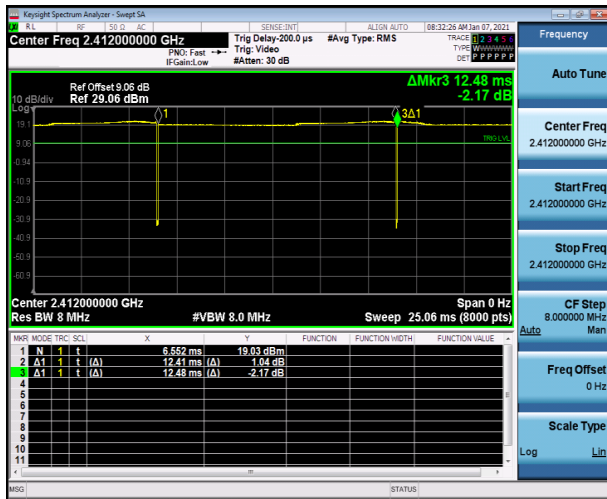 Keysight Spectrum Analyzer - Swept SA
RL RF 50 Ω AC SENSE:INT ALIGN AUTO 08:32:26 AM Jan 07, 2021
Center Freq 2.412000000 GHz
PNO: Fast
IFGain:Low
Trig Delay-200.0 µs
Trig: Video
#Atten: 30 dB
#Avg Type: RMS
TRACE 1 2 3 4 5 6
TYPE WWWWWW
DET P P P P P P
Frequency
Auto Tune
Center Freq
2.412000000 GHz
Start Freq
2.412000000 GHz
Stop Freq
2.412000000 GHz
CF Step
8.000000 MHz
Auto Man
Freq Offset
0 Hz
Scale Type
Log Lin
ΔMkr3 12.48 ms
-2.17 dB
Ref Offset 9.06 dB
10 dB/div Ref 29.06 dBm
Log
1
3Δ1
19.1
9.06
TRIG LVL
-0.94
-10.9
-20.9
-30.9
-40.9
-50.9
-60.9
Center 2.412000000 GHz Span 0 Hz
Res BW 8 MHz #VBW 8.0 MHz Sweep 25.06 ms (8000 pts)
MKR MODE TRC SCL X Y FUNCTION FUNCTION WIDTH FUNCTION VALUE
1 N 1 t 6.552 ms 19.03 dBm
2 Δ1 1 t (Δ) 12.41 ms (Δ) 1.04 dB
3 Δ1 1 t (Δ) 12.48 ms (Δ) -2.17 dB
4
5
6
7
8
9
10
11
MSG STATUS